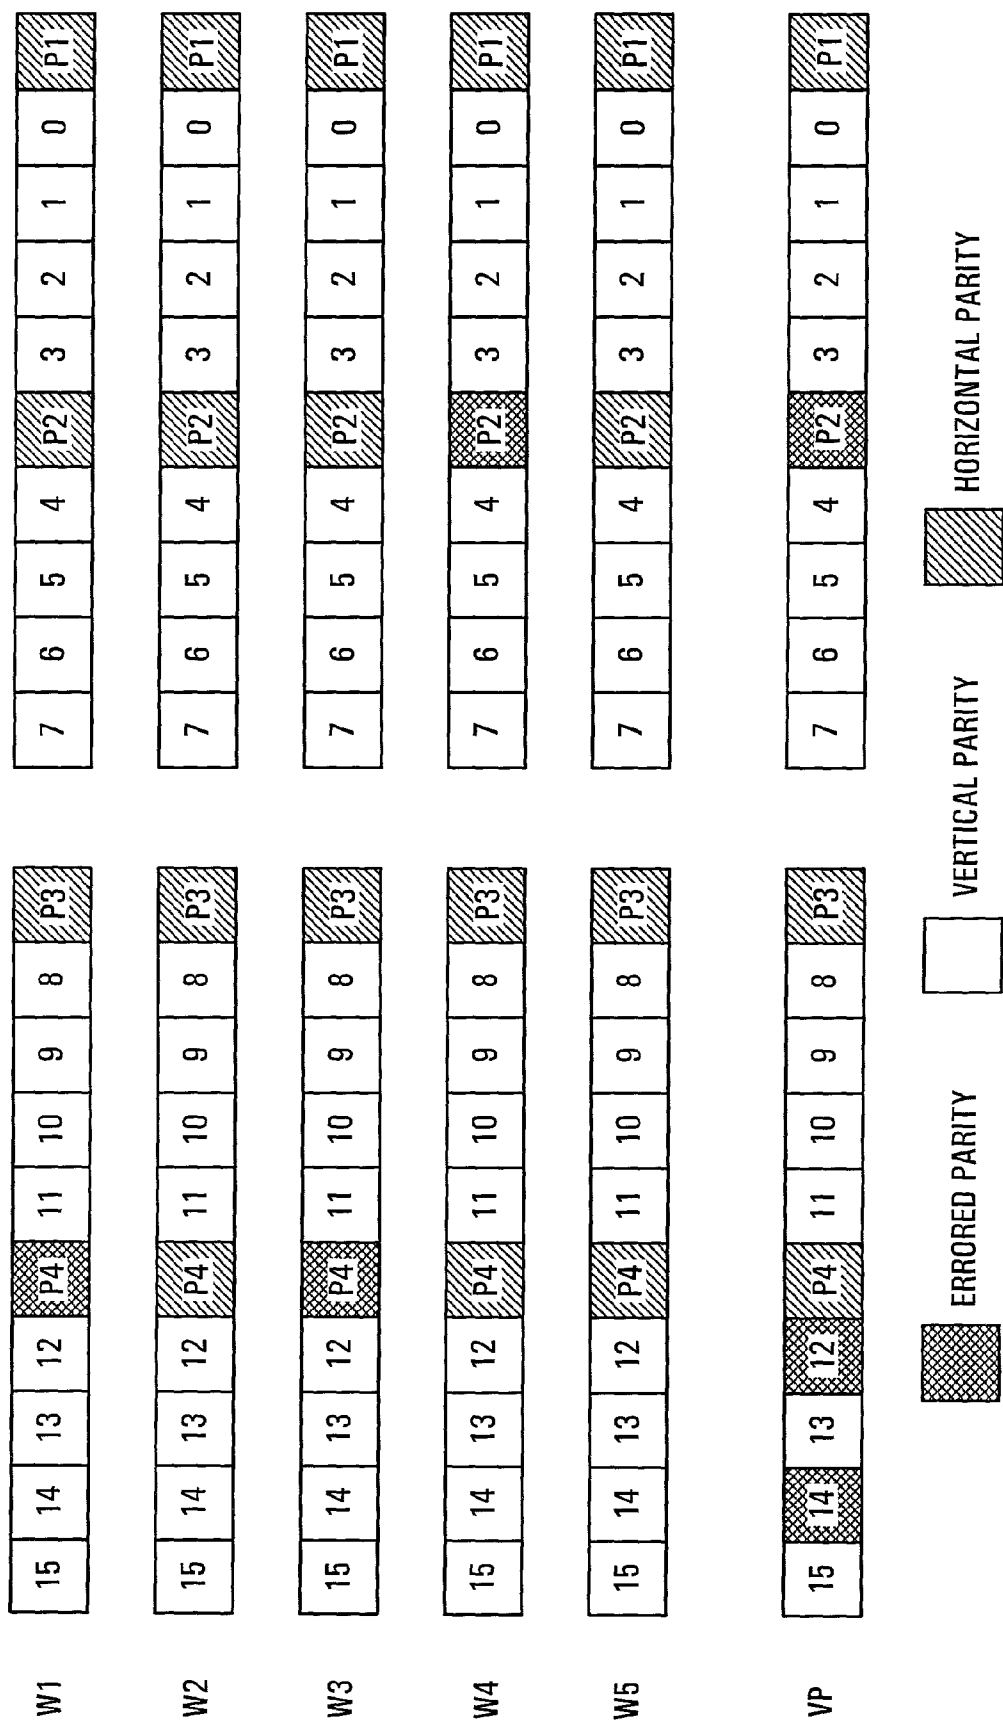 W1 15 14 13 12 P4 11 10 9 8 P3 7 6 5 4 P2 3 2 1 0 P1
W2 15 14 13 12 P4 11 10 9 8 P3 7 6 5 4 P2 3 2 1 0 P1
W3 15 14 13 12 P4 11 10 9 8 P3 7 6 5 4 P2 3 2 1 0 P1
W4 15 14 13 12 P4 11 10 9 8 P3 7 6 5 4 P2 3 2 1 0 P1
W5 15 14 13 12 P4 11 10 9 8 P3 7 6 5 4 P2 3 2 1 0 P1
VP 15 14 13 12 P4 11 10 9 8 P3 7 6 5 4 P2 3 2 1 0 P1
ERRORED PARITY VERTICAL PARITY HORIZONTAL PARITY